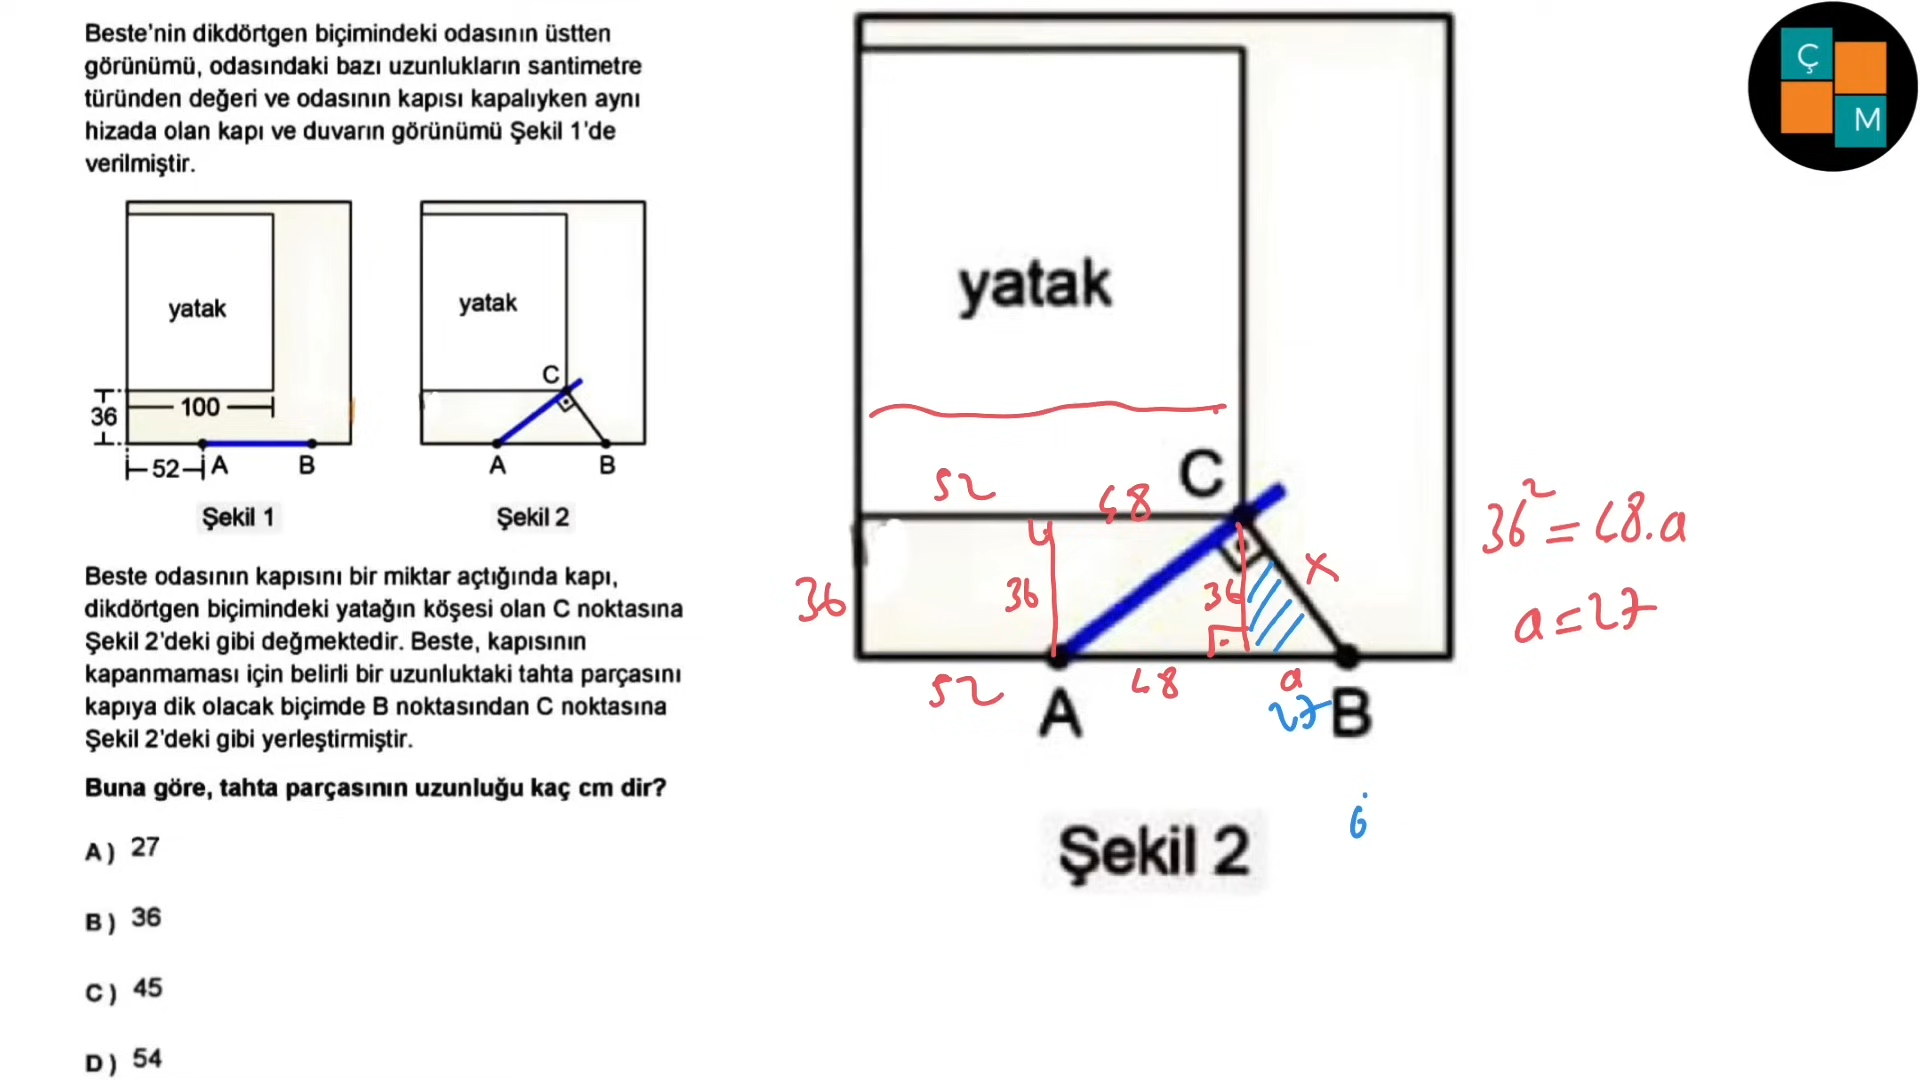 Beste'nin dikdörtgen biçimindeki odasının üstten
görünümü, odasındaki bazı uzunlukların santimetre
türünden değeri ve odasının kapısı kapalıyken aynı
hizada olan kapı ve duvarın görünümü Şekil 1'de
verilmiştir.
yatak
100
36
52
A
B
Şekil 1
yatak
C
A
B
Şekil 2
Beste odasının kapısını bir miktar açtığında kapı,
dikdörtgen biçimindeki yatağın köşesi olan C noktasına
Şekil 2'deki gibi değmektedir. Beste, kapısının
kapanmaması için belirli bir uzunluktaki tahta parçasını
kapıya dik olacak biçimde B noktasından C noktasına
Şekil 2'deki gibi yerleştirmiştir.
Buna göre, tahta parçasının uzunluğu kaç cm dir?
A) 27
B) 36
C) 45
D) 54
yatak
C
52
48
36
36
36
x
52
A
48
a
27
B
6
Şekil 2
36² = 48.a
a=27
Ç
M